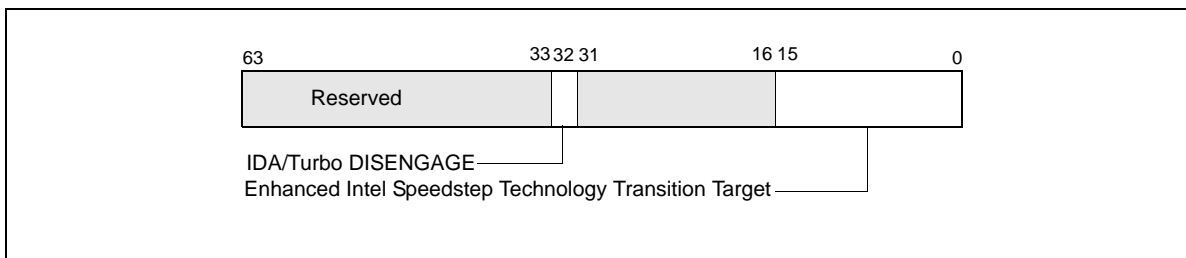 63 33 32 31 16 15 0
Reserved
IDA/Turbo DISENGAGE
Enhanced Intel Speedstep Technology Transition Target